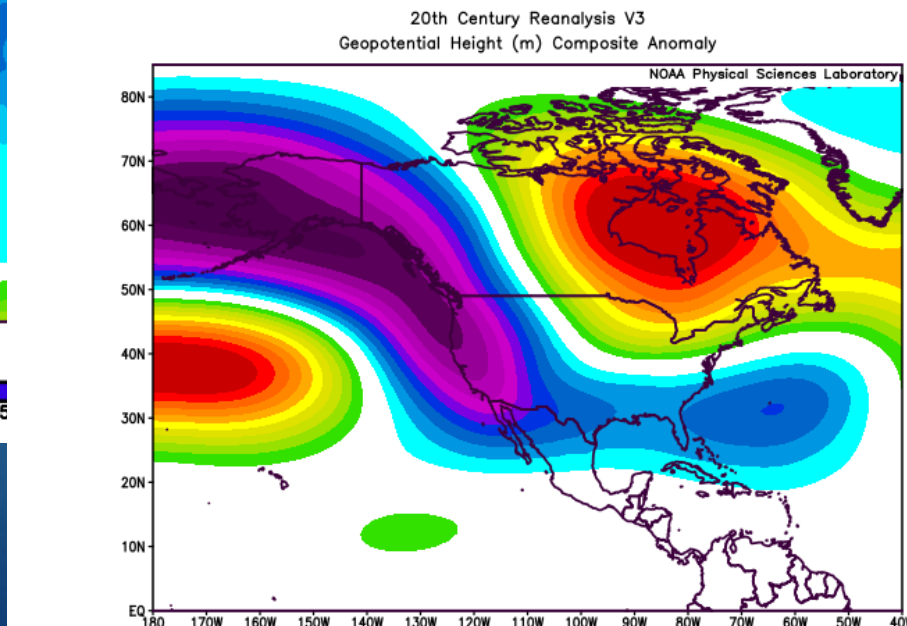 20th Century Reanalysis V3
Geopotential Height (m) Composite Anomaly
NOAA Physical Sciences Laboratory
80N
70N
60N
50N
40N
30N
20N
10N
EQ
5
180 170W 160W 150W 140W 130W 120W 110W 100W 90W 80W 70W 60W 50W